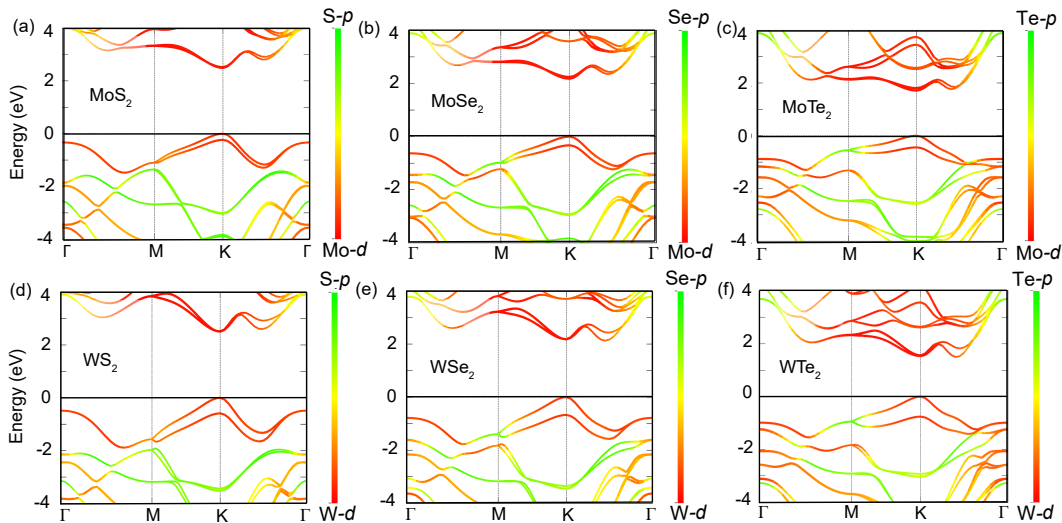 (a)
S-p
4
2
0
-2
-4
Energy (eV)
MoS2
Γ
M
K
Γ
Mo-d
(b)
Se-p
4
2
0
-2
-4
MoSe2
Γ
M
K
Γ
Mo-d
(c)
Te-p
4
2
0
-2
-4
MoTe2
Γ
M
K
Γ
Mo-d
(d)
S-p
4
2
0
-2
-4
Energy (eV)
WS2
Γ
M
K
Γ
W-d
(e)
Se-p
4
2
0
-2
-4
WSe2
Γ
M
K
Γ
W-d
(f)
Te-p
4
2
0
-2
-4
WTe2
Γ
M
K
Γ
W-d